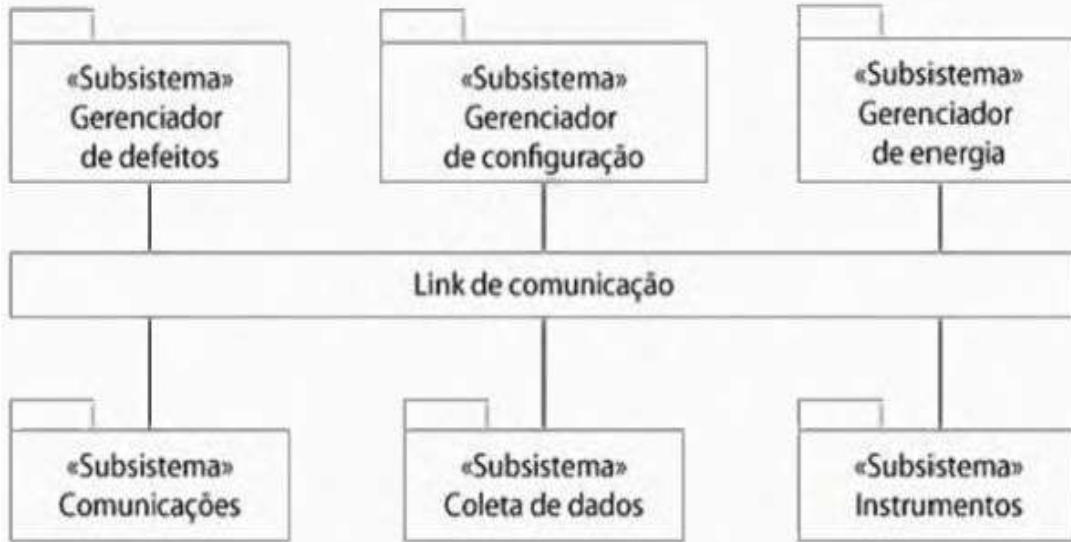 «Subsistema»
Gerenciador
de defeitos
«Subsistema»
Gerenciador
de configuração
«Subsistema»
Gerenciador
de energia
Link de comunicação
«Subsistema»
Comunicações
«Subsistema»
Coleta de dados
«Subsistema»
Instrumentos